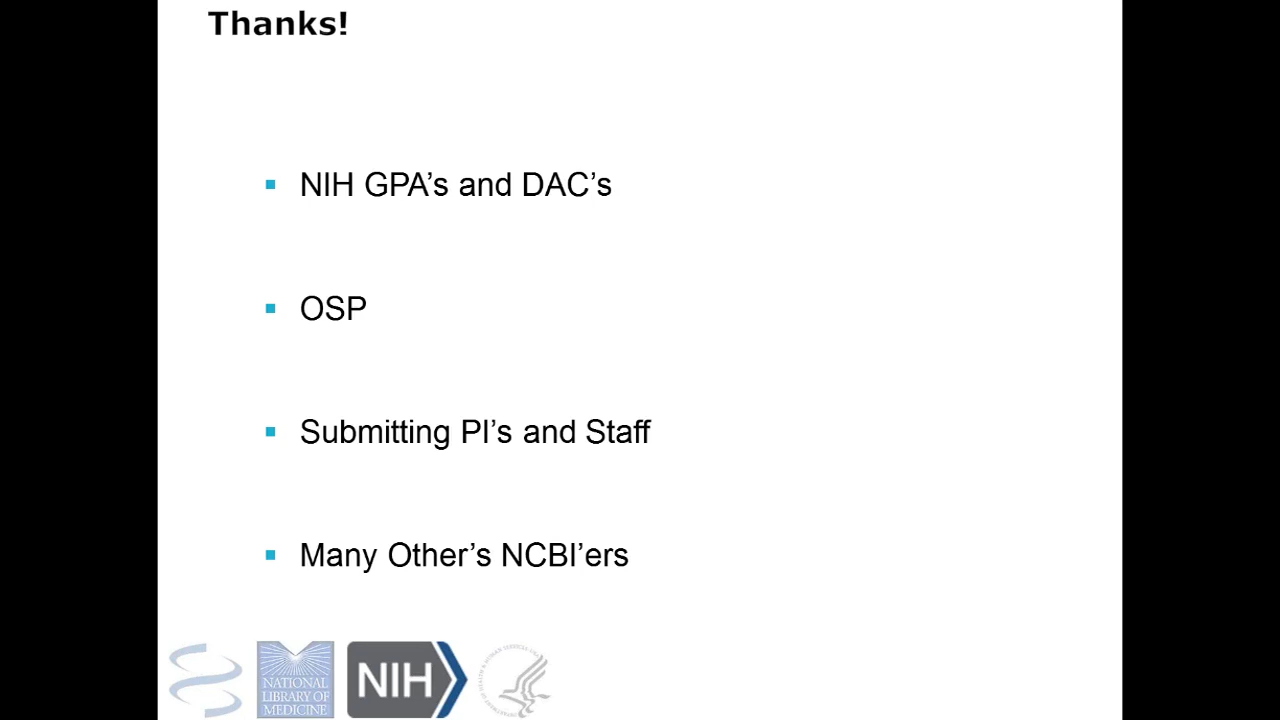 Thanks!
NIH GPA’s and DAC’s
OSP
Submitting PI’s and Staff
Many Other’s NCBI’ers
NATIONAL
LIBRARY OF
MEDICINE
NIH